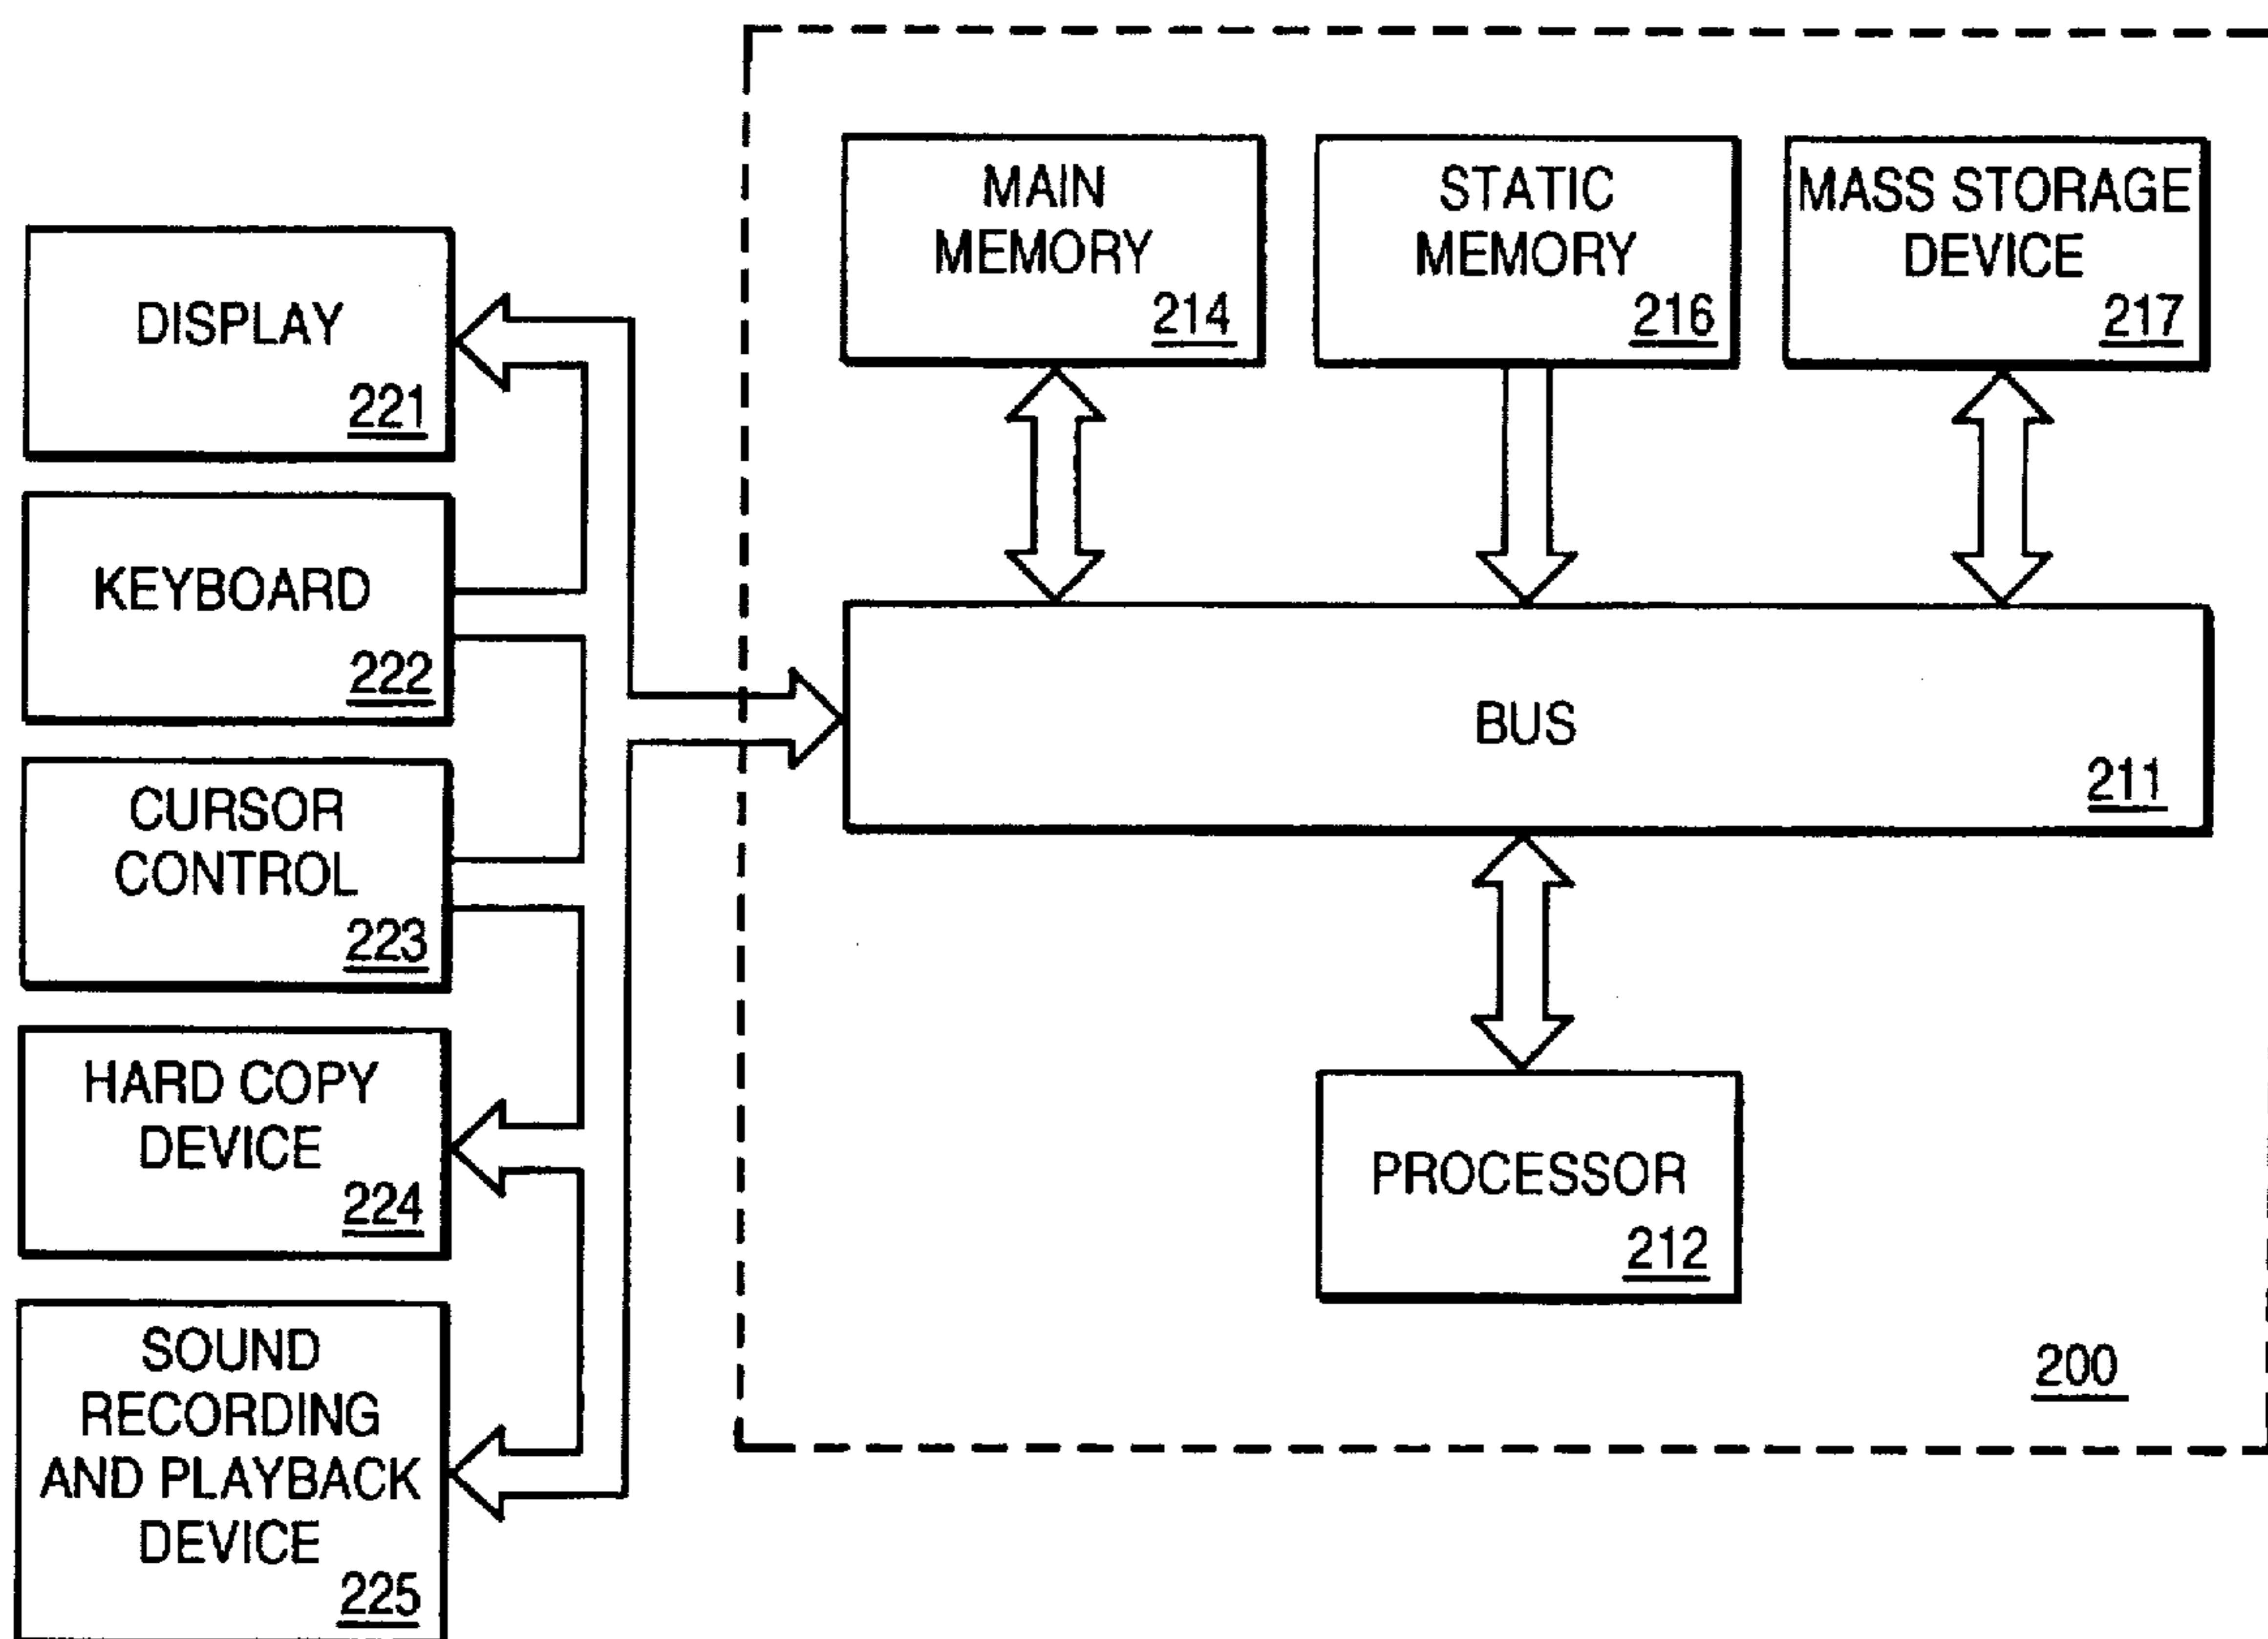 MAIN
MEMORY
214
STATIC
MEMORY
216
MASS STORAGE
DEVICE
217
DISPLAY
221
KEYBOARD
222
CURSOR
CONTROL
223
HARD COPY
DEVICE
224
SOUND
RECORDING
AND PLAYBACK
DEVICE
225
BUS
211
PROCESSOR
212
200